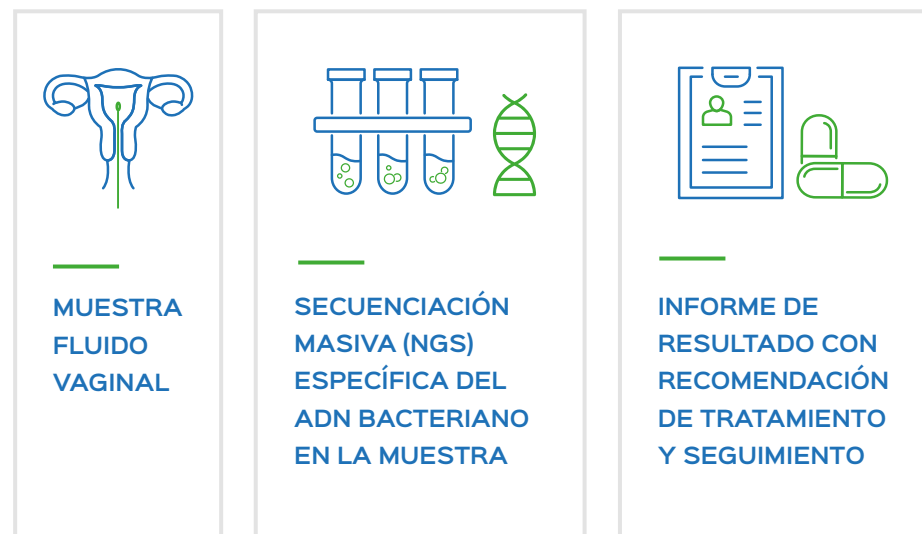 MUESTRA
FLUIDO
VAGINAL
SECUENCIACIÓN
MASIVA (NGS)
ESPECÍFICA DEL
ADN BACTERIANO
EN LA MUESTRA
INFORME DE
RESULTADO CON
RECOMENDACIÓN
DE TRATAMIENTO
Y SEGUIMIENTO